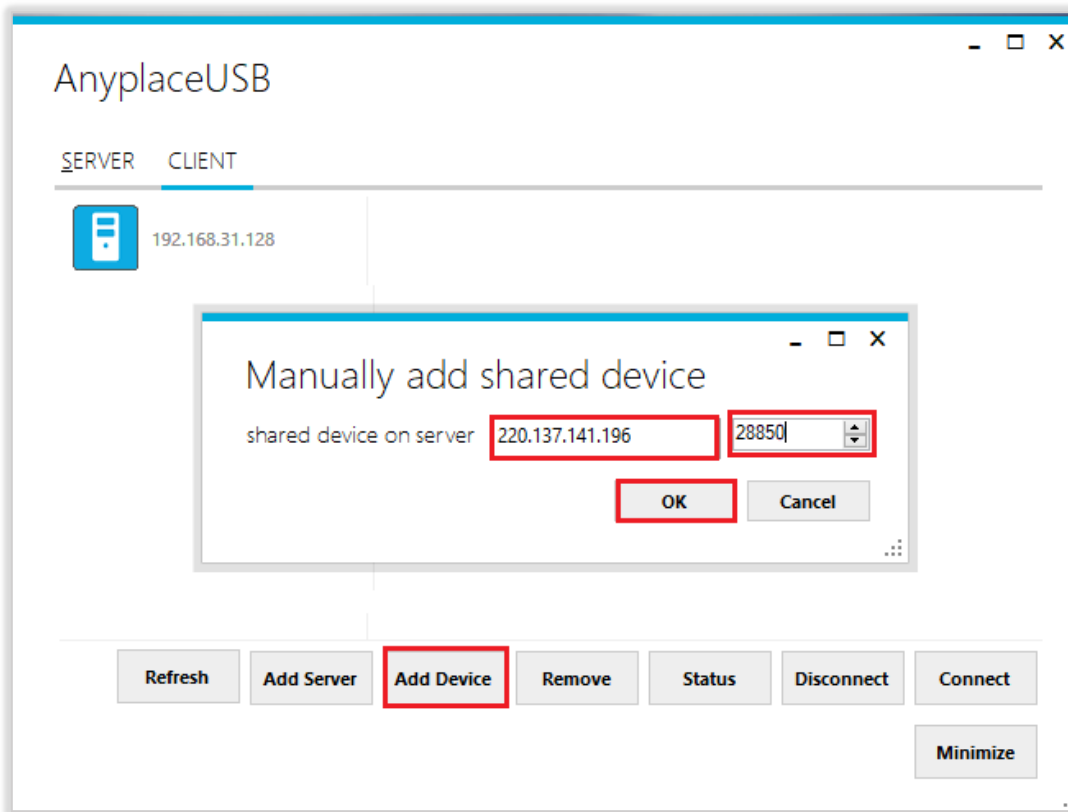 AnyplaceUSB
SERVER CLIENT
192.168.31.128
Manually add shared device
shared device on server 220.137.141.196 28850
OK Cancel
Refresh Add Server Add Device Remove Status Disconnect Connect
Minimize